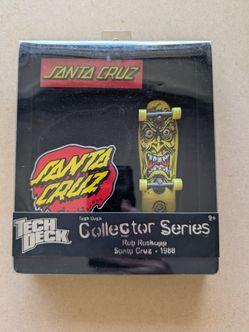 SANTA CRUZ
SANTA
CRUZ
TECH
DECK
Tech Deck
Collector Series
Rob Roskopp
Santa Cruz - 1988